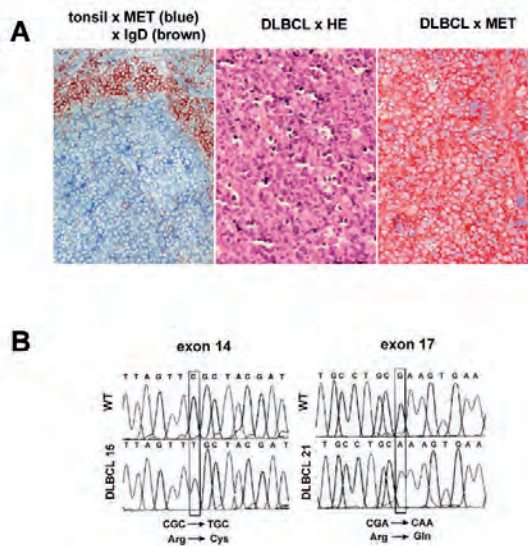 A
tonsil x MET (blue)
x IgD (brown)
DLBCL x HE
DLBCL x MET
B
exon 14
exon 17
WT
T T A G T T C G C T A C G A T
T G C C T G C G A A G T G A A
DLBCL 15
T T A G T T T G C T A C G A T
DLBCL 21
T G C C T G C A A A G T G A A
CGC → TGC
Arg → Cys
WT
CGA → CAA
Arg → Gln